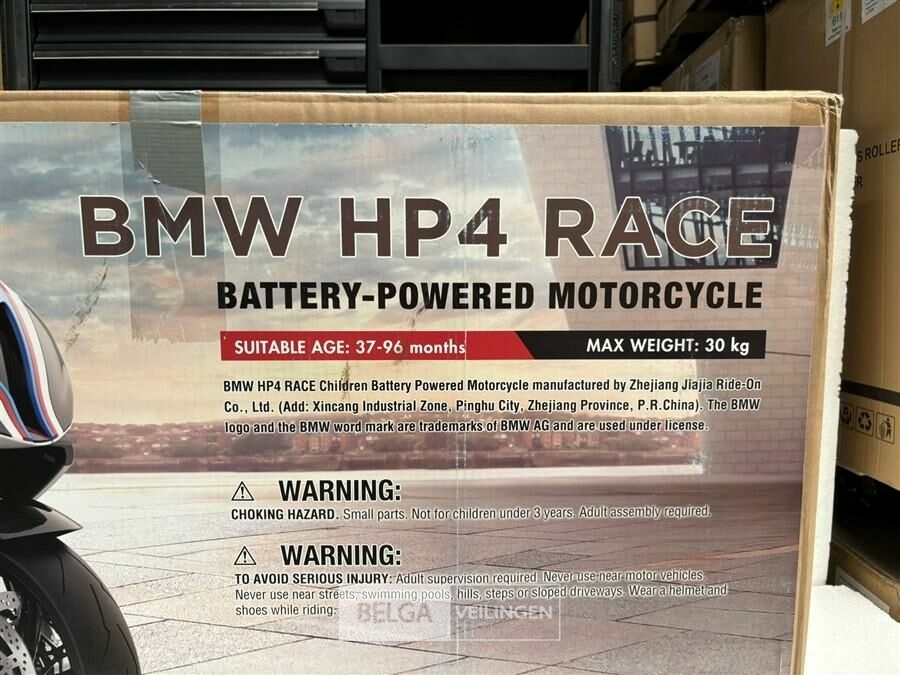 BMW HP4 RACE
BATTERY-POWERED MOTORCYCLE
SUITABLE AGE: 37-96 months
MAX WEIGHT: 30 kg
BMW HP4 RACE Children Battery Powered Motorcycle manufactured by Zhejiang Jiajia Ride-On
Co., Ltd. (Add: Xincang Industrial Zone, Pinghu City, Zhejiang Province, P.R.China). The BMW
logo and the BMW word mark are trademarks of BMW AG and are used under license.
WARNING:
CHOKING HAZARD. Small parts. Not for children under 3 years. Adult assembly required.
WARNING:
TO AVOID SERIOUS INJURY: Adult supervision required. Never use near motor vehicles
Never use near streets, swimming pools, hills, steps or sloped driveways. Wear a helmet and
shoes while riding.
BELGA VEILINGEN
S ROLLER
R